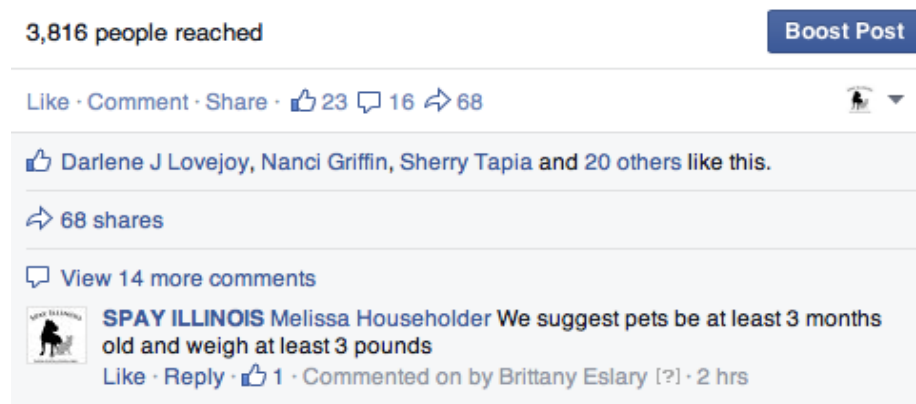 3,816 people reached
Boost Post
Like · Comment · Share · 23 16 68
Darlene J Lovejoy, Nanci Griffin, Sherry Tapia and 20 others like this.
68 shares
View 14 more comments
SPAY ILLINOIS
SPAY ILLINOIS Melissa Householder We suggest pets be at least 3 months
old and weigh at least 3 pounds
Like · Reply · 1 · Commented on by Brittany Eslary [?] · 2 hrs